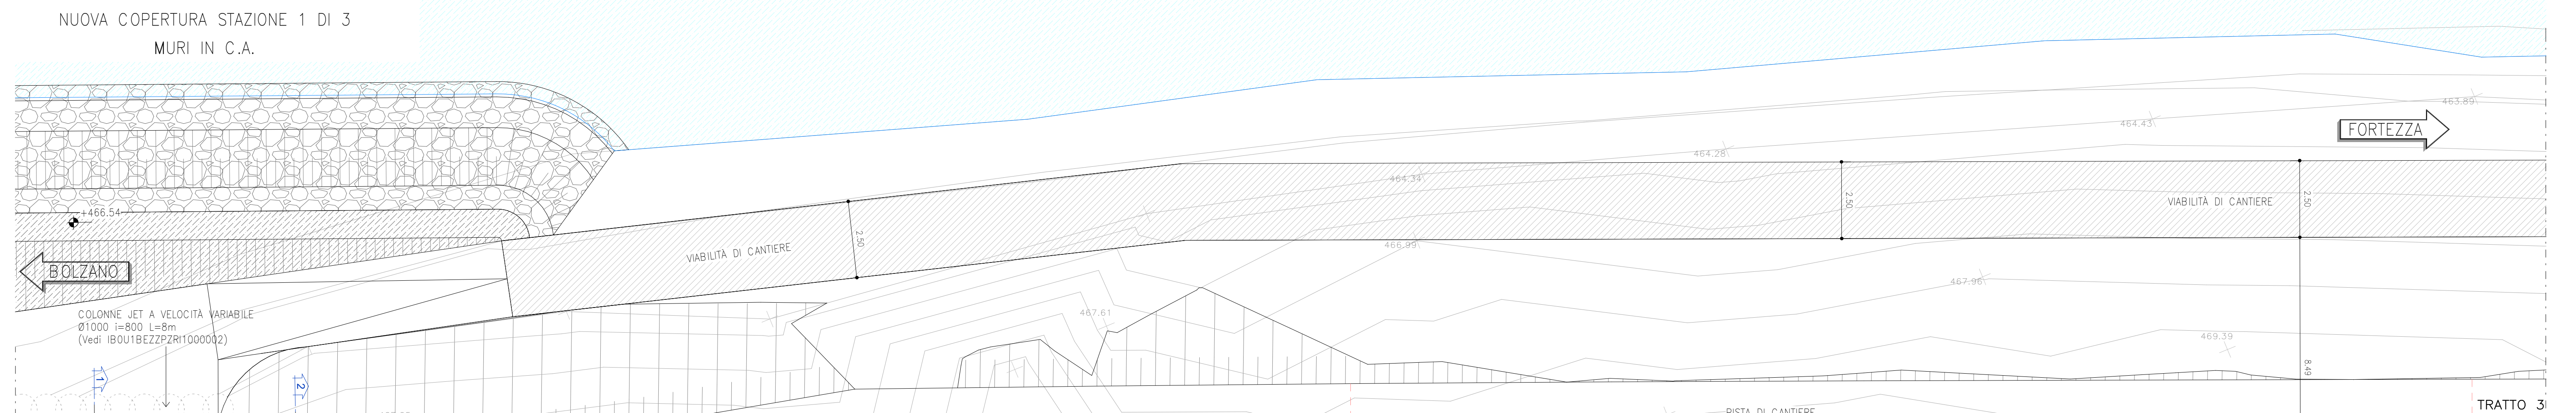 NUOVA COPERTURA STAZIONE 1 DI 3
MURI IN C.A.
463.89
464.43
FORTEZZA
464.28
464.34
2.50
2.50
VIABILITÀ DI CANTIERE
+466.54
2.50
VIABILITÀ DI CANTIERE
466.99
BOLZANO
467.96
COLONNE JET A VELOCITÀ VARIABILE
Ø1000 i=800 L=8m
(Vedi IB0U1BEZZPZRI1000002)
467.61
469.39
8.49
1
2
PISTA DI CANTIERE
TRATTO 3